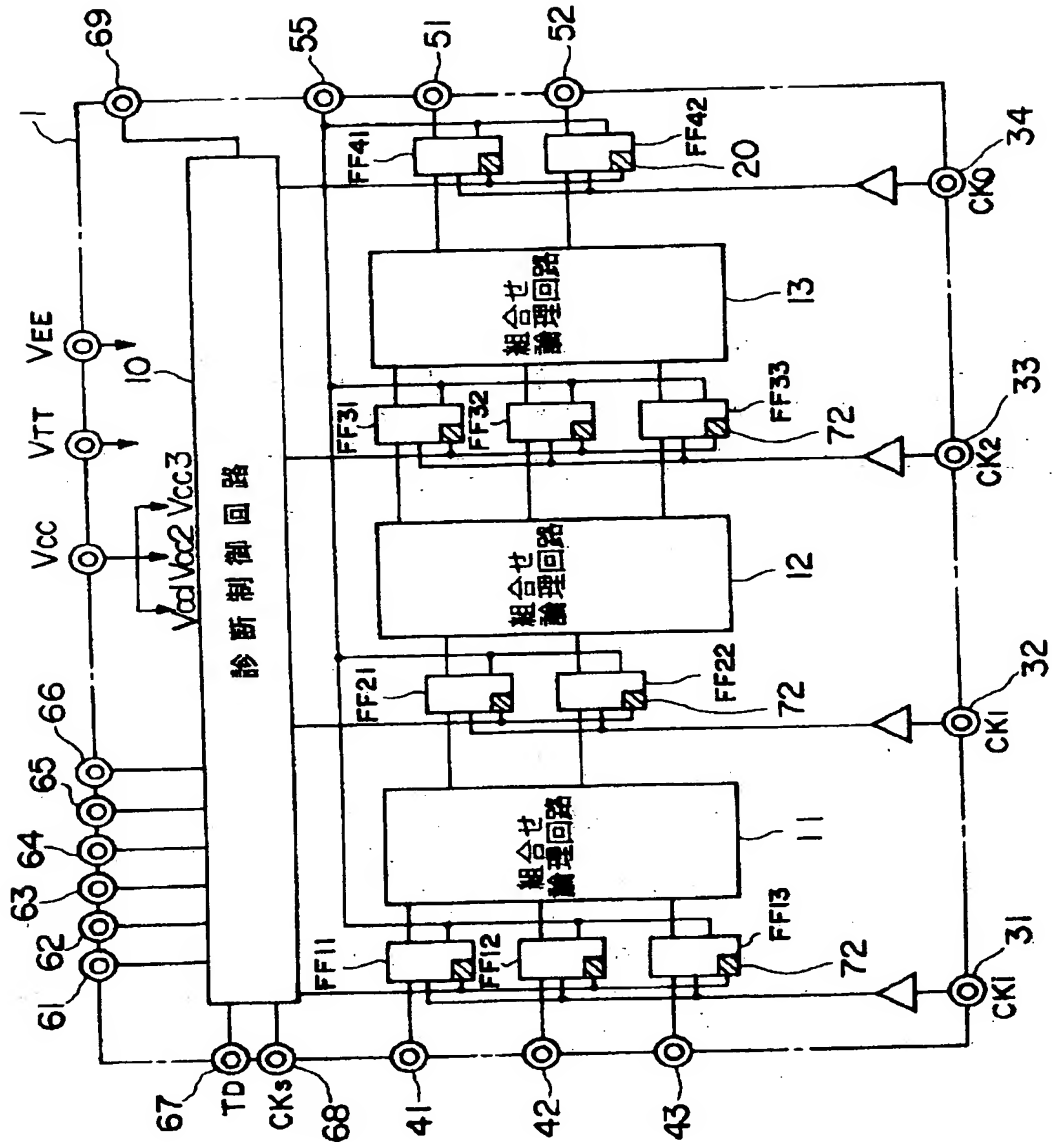 69
1
VEE
VTT
VCC
10
Vcc1 Vcc2 Vcc3
66
65
64
63
62
61
診断制御回路
67
TD
CKs
68
55
51
52
FF41
FF42
20
組合せ
論理回路
13
FF31
FF32
FF33
72
組合せ
論理回路
12
FF21
FF22
72
組合せ
論理回路
11
FF11
FF12
FF13
72
41
42
43
CK1
31
CK1
32
CK2
33
CK0
34